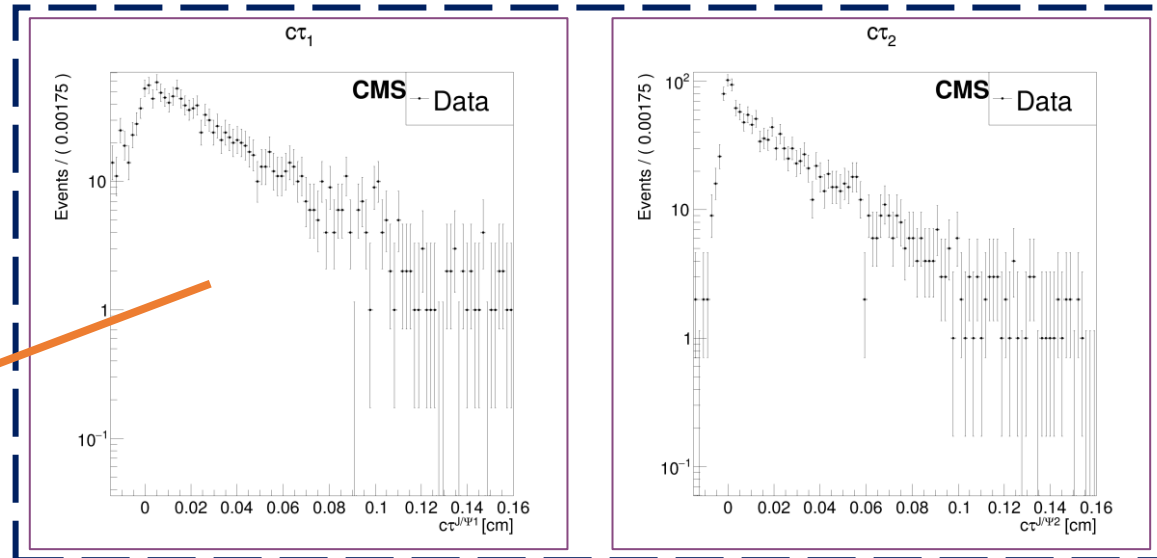 cτ₁
CMS
Data
Events / ( 0.00175 )
10
1
10⁻¹
0 0.02 0.04 0.06 0.08 0.1 0.12 0.14 0.16
cτᴶ/Ψ¹ [cm]
cτ₂
CMS
Data
Events / ( 0.00175 )
10²
10
1
10⁻¹
0 0.02 0.04 0.06 0.08 0.1 0.12 0.14 0.16
cτᴶ/Ψ² [cm]